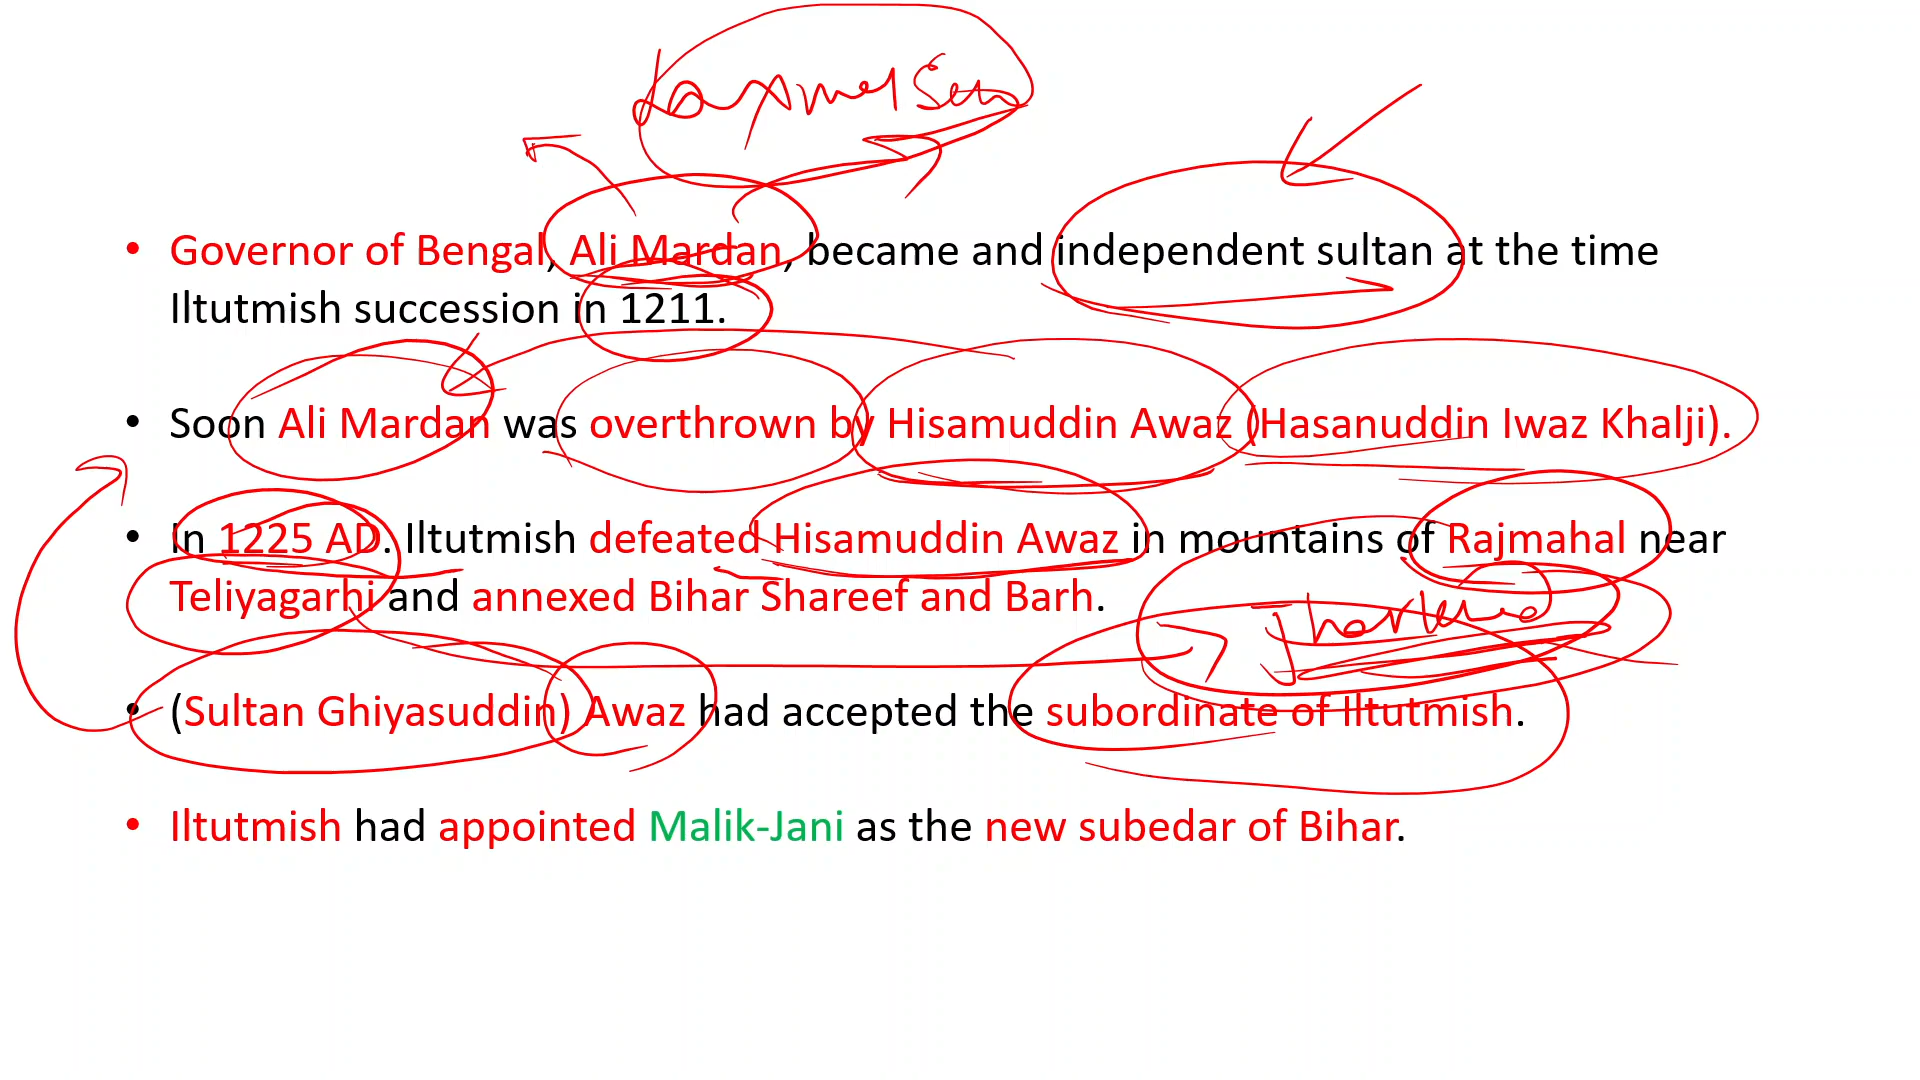 Laxmel Sen
• Governor of Bengal, Ali Mardan, became and independent sultan at the time
Iltutmish succession in 1211.
• Soon Ali Mardan was overthrown by Hisamuddin Awaz (Hasanuddin Iwaz Khalji).
• In 1225 AD. Iltutmish defeated Hisamuddin Awaz in mountains of Rajmahal near
Teliyagarhi and annexed Bihar Shareef and Barh.
Jharkhand
• (Sultan Ghiyasuddin) Awaz had accepted the subordinate of Iltutmish.
• Iltutmish had appointed Malik-Jani as the new subedar of Bihar.